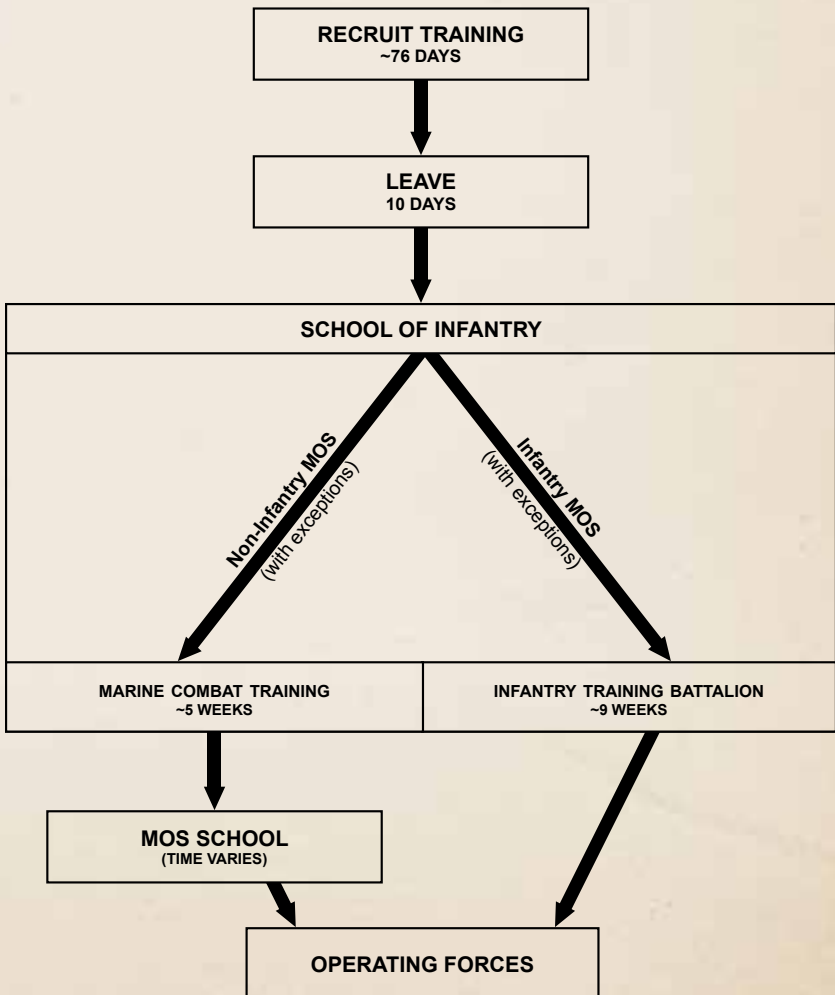 RECRUIT TRAINING
~76 DAYS
LEAVE
10 DAYS
SCHOOL OF INFANTRY
Non-Infantry MOS
(with exceptions)
Infantry MOS
(with exceptions)
MARINE COMBAT TRAINING
~5 WEEKS
INFANTRY TRAINING BATTALION
~9 WEEKS
MOS SCHOOL
(TIME VARIES)
OPERATING FORCES